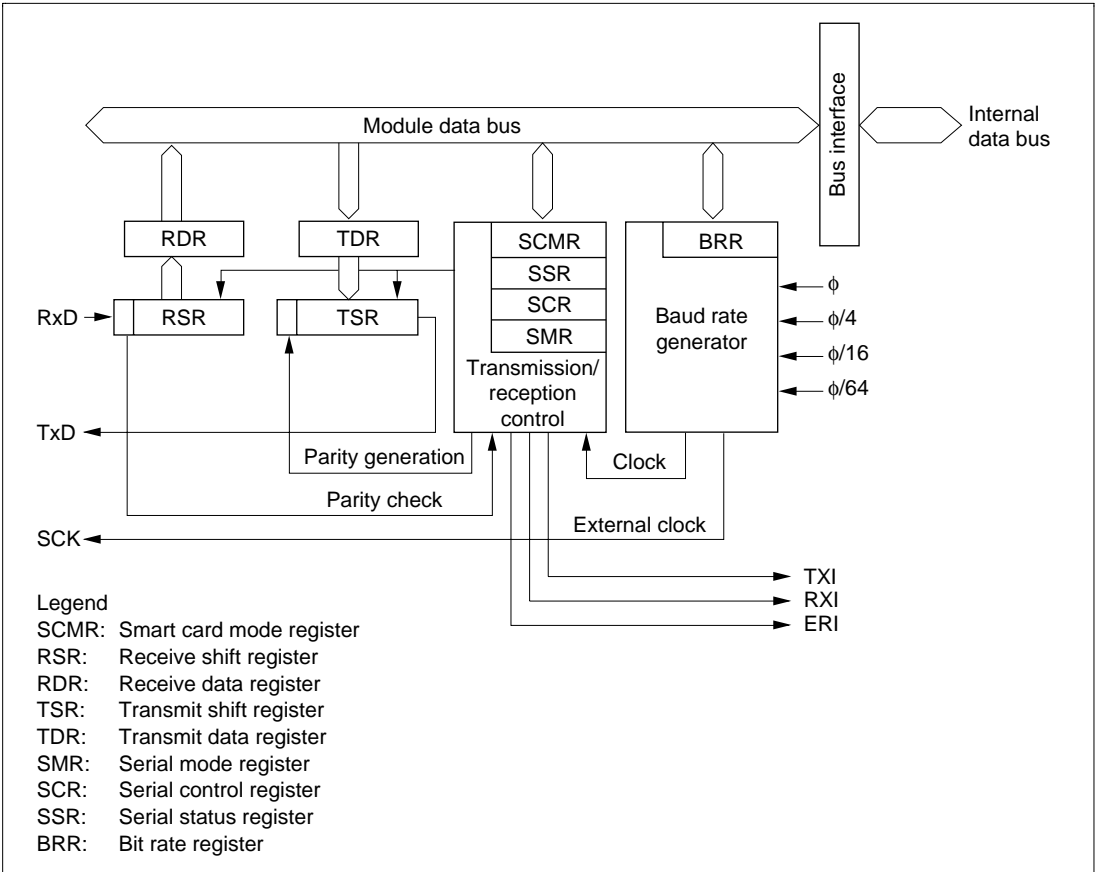 Module data bus
Bus interface
Internal
data bus
RDR
TDR
SCMR
BRR
SSR
RxD
RSR
TSR
SCR
SMR
Baud rate
generator
ϕ
ϕ/4
ϕ/16
ϕ/64
Transmission/
reception
control
TxD
Parity generation
Clock
Parity check
SCK
External clock
TXI
RXI
ERI
Legend
SCMR: Smart card mode register
RSR: Receive shift register
RDR: Receive data register
TSR: Transmit shift register
TDR: Transmit data register
SMR: Serial mode register
SCR: Serial control register
SSR: Serial status register
BRR: Bit rate register